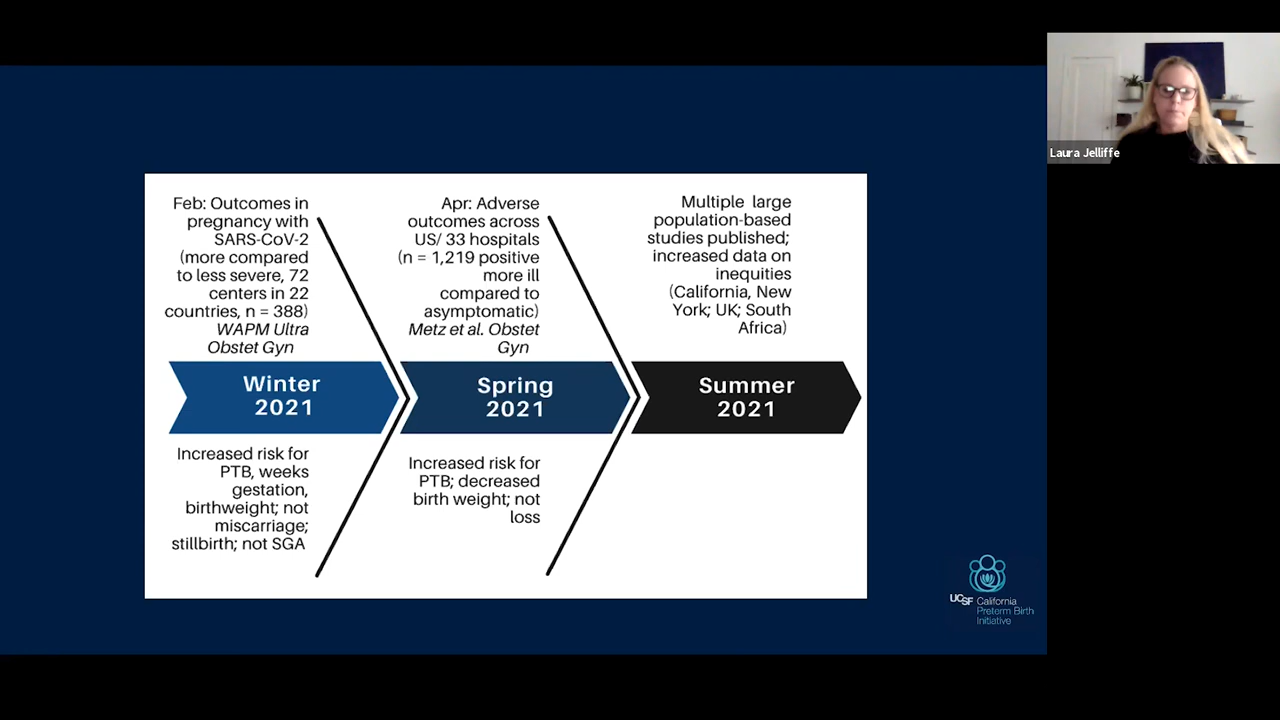 Feb: Outcomes in
pregnancy with
SARS-CoV-2
(more compared
to less severe, 72
centers in 22
countries, n = 388)
WAPM Ultra
Obstet Gyn
Winter
2021
Increased risk for
PTB, weeks
gestation,
birthweight; not
miscarriage;
stillbirth; not SGA
Apr: Adverse
outcomes across
US/ 33 hospitals
(n = 1,219 positive
more ill
compared to
asymptomatic)
Metz et al. Obstet
Gyn
Spring
2021
Increased risk for
PTB; decreased
birth weight; not
loss
Multiple large
population-based
studies published;
increased data on
inequities
(California, New
York; UK; South
Africa)
Summer
2021
UCSF California
Preterm Birth
Initiative
Laura Jelliffe